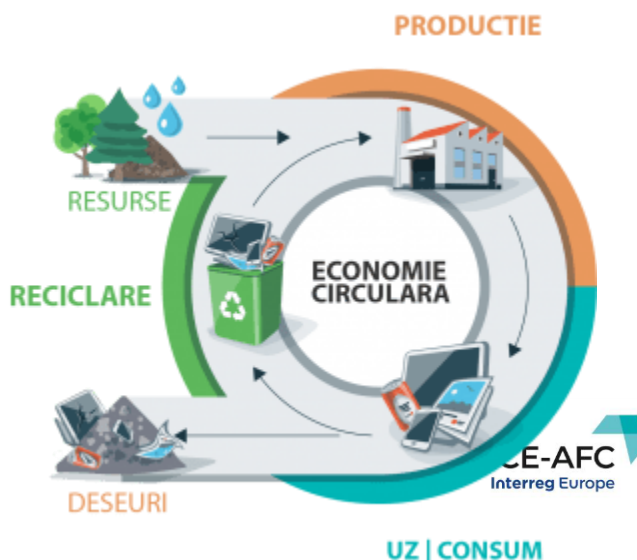 PRODUCTIE
RESURSE
RECICLARE
ECONOMIE
CIRCULARA
CE-AFC
Interreg Europe
DESEURI
UZ | CONSUM